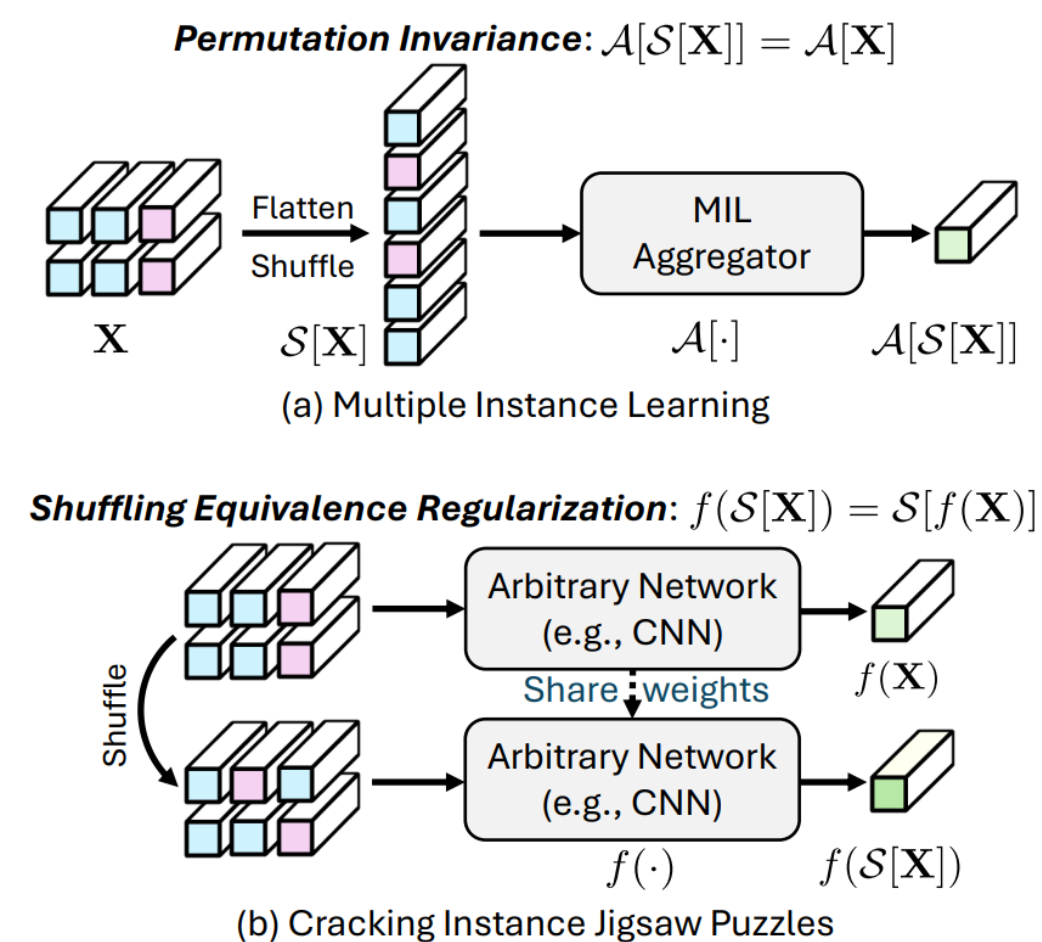 Permutation Invariance: 𝒜[𝒮[𝐗]] = 𝒜[𝐗]
Flatten
Shuffle
MIL
Aggregator
𝐗
𝒮[𝐗]
𝒜[·]
𝒜[𝒮[𝐗]]
(a) Multiple Instance Learning
Shuffling Equivalence Regularization: f(𝒮[𝐗]) = 𝒮[f(𝐗)]
Arbitrary Network
(e.g., CNN)
f(𝐗)
Shuffle
Share weights
Arbitrary Network
(e.g., CNN)
f(·)
f(𝒮[𝐗])
(b) Cracking Instance Jigsaw Puzzles